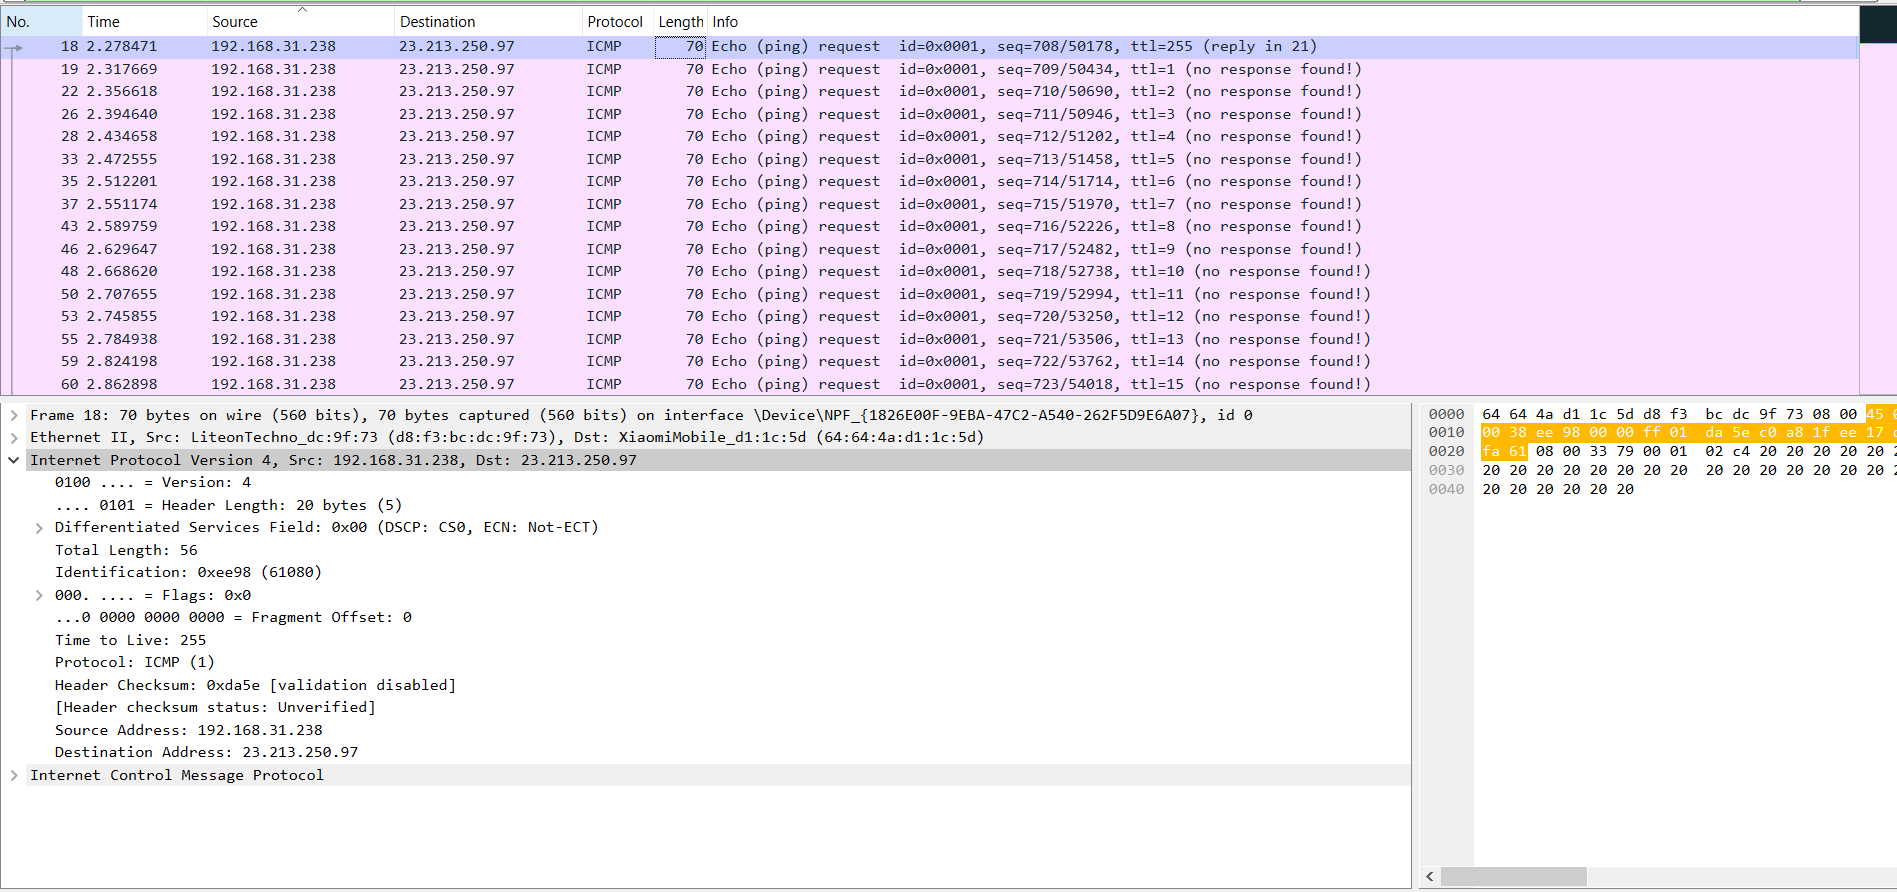 No. Time Source Destination Protocol Length Info
18 2.278471 192.168.31.238 23.213.250.97 ICMP 70 Echo (ping) request id=0x0001, seq=708/50178, ttl=255 (reply in 21)
19 2.317669 192.168.31.238 23.213.250.97 ICMP 70 Echo (ping) request id=0x0001, seq=709/50434, ttl=1 (no response found!)
22 2.356618 192.168.31.238 23.213.250.97 ICMP 70 Echo (ping) request id=0x0001, seq=710/50690, ttl=2 (no response found!)
26 2.394640 192.168.31.238 23.213.250.97 ICMP 70 Echo (ping) request id=0x0001, seq=711/50946, ttl=3 (no response found!)
28 2.434658 192.168.31.238 23.213.250.97 ICMP 70 Echo (ping) request id=0x0001, seq=712/51202, ttl=4 (no response found!)
33 2.472555 192.168.31.238 23.213.250.97 ICMP 70 Echo (ping) request id=0x0001, seq=713/51458, ttl=5 (no response found!)
35 2.512201 192.168.31.238 23.213.250.97 ICMP 70 Echo (ping) request id=0x0001, seq=714/51714, ttl=6 (no response found!)
37 2.551174 192.168.31.238 23.213.250.97 ICMP 70 Echo (ping) request id=0x0001, seq=715/51970, ttl=7 (no response found!)
43 2.589759 192.168.31.238 23.213.250.97 ICMP 70 Echo (ping) request id=0x0001, seq=716/52226, ttl=8 (no response found!)
46 2.629647 192.168.31.238 23.213.250.97 ICMP 70 Echo (ping) request id=0x0001, seq=717/52482, ttl=9 (no response found!)
48 2.668620 192.168.31.238 23.213.250.97 ICMP 70 Echo (ping) request id=0x0001, seq=718/52738, ttl=10 (no response found!)
50 2.707655 192.168.31.238 23.213.250.97 ICMP 70 Echo (ping) request id=0x0001, seq=719/52994, ttl=11 (no response found!)
53 2.745855 192.168.31.238 23.213.250.97 ICMP 70 Echo (ping) request id=0x0001, seq=720/53250, ttl=12 (no response found!)
55 2.784938 192.168.31.238 23.213.250.97 ICMP 70 Echo (ping) request id=0x0001, seq=721/53506, ttl=13 (no response found!)
59 2.824198 192.168.31.238 23.213.250.97 ICMP 70 Echo (ping) request id=0x0001, seq=722/53762, ttl=14 (no response found!)
60 2.862898 192.168.31.238 23.213.250.97 ICMP 70 Echo (ping) request id=0x0001, seq=723/54018, ttl=15 (no response found!)
Frame 18: 70 bytes on wire (560 bits), 70 bytes captured (560 bits) on interface \Device\NPF_{1826E00F-9EBA-47C2-A540-262F5D9E6A07}, id 0
Ethernet II, Src: LiteonTechno_dc:9f:73 (d8:f3:bc:dc:9f:73), Dst: XiaomiMobile_d1:1c:5d (64:64:4a:d1:1c:5d)
Internet Protocol Version 4, Src: 192.168.31.238, Dst: 23.213.250.97
0100 .... = Version: 4
.... 0101 = Header Length: 20 bytes (5)
Differentiated Services Field: 0x00 (DSCP: CS0, ECN: Not-ECT)
Total Length: 56
Identification: 0xee98 (61080)
000. .... = Flags: 0x0
...0 0000 0000 0000 = Fragment Offset: 0
Time to Live: 255
Protocol: ICMP (1)
Header Checksum: 0xda5e [validation disabled]
[Header checksum status: Unverified]
Source Address: 192.168.31.238
Destination Address: 23.213.250.97
Internet Control Message Protocol
0000 64 64 4a d1 1c 5d d8 f3 bc dc 9f 73 08 00 45
0010 00 38 ee 98 00 00 ff 01 da 5e c0 a8 1f ee 17
0020 fa 61 08 00 33 79 00 01 02 c4 20 20 20 20 20
0030 20 20 20 20 20 20 20 20 20 20 20 20 20 20 20
0040 20 20 20 20 20 20